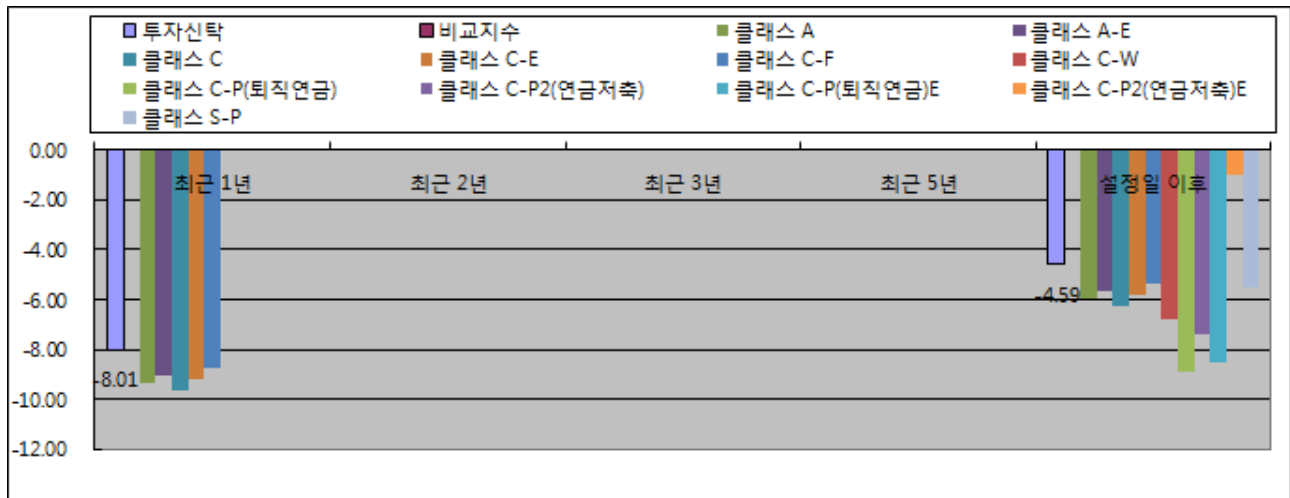 투자신탁 비교지수 클래스 A 클래스 A-E
클래스 C 클래스 C-E 클래스 C-F 클래스 C-W
클래스 C-P(퇴직연금) 클래스 C-P2(연금저축) 클래스 C-P(퇴직연금)E 클래스 C-P2(연금저축)E
클래스 S-P
0.00
최근 1년 최근 2년 최근 3년 최근 5년 설정일 이후
-2.00
-4.00
-4.59
-6.00
-8.00
-8.01
-10.00
-12.00